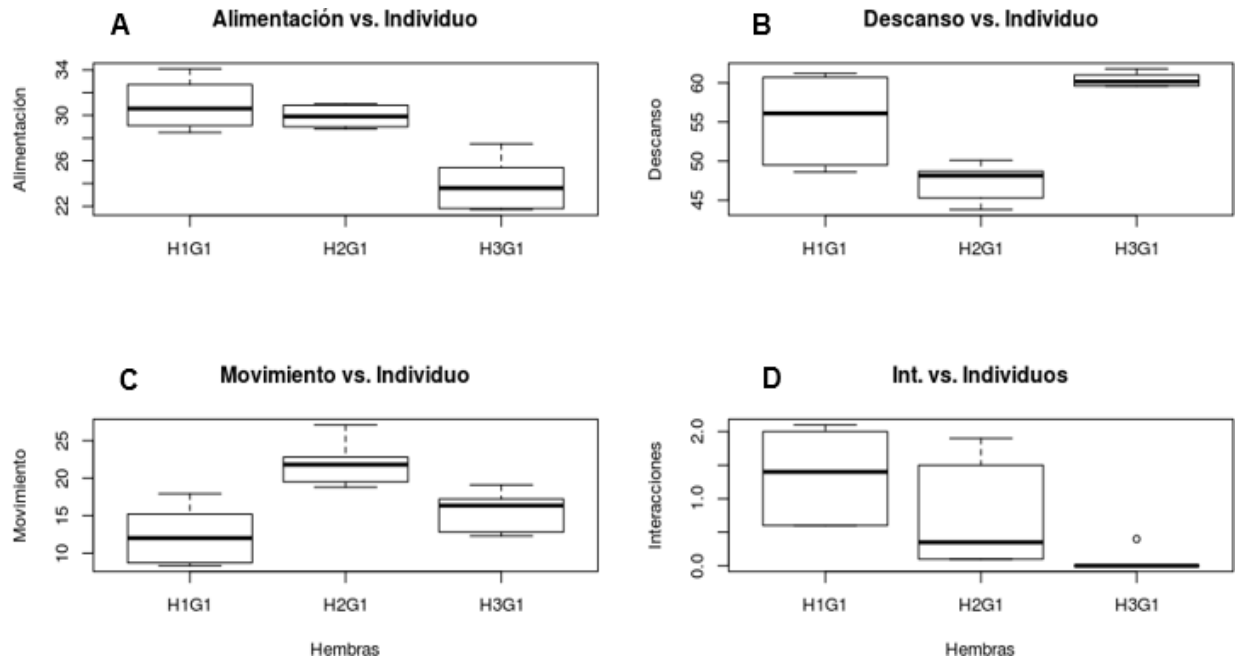 A
Alimentación vs. Individuo
Alimentación
34
30
26
22
H1G1
H2G1
H3G1
B
Descanso vs. Individuo
Descanso
60
55
50
45
H1G1
H2G1
H3G1
C
Movimiento vs. Individuo
Movimiento
25
20
15
10
H1G1
H2G1
H3G1
Hembras
D
Int. vs. Individuos
Interacciones
2.0
1.0
0.0
H1G1
H2G1
H3G1
Hembras